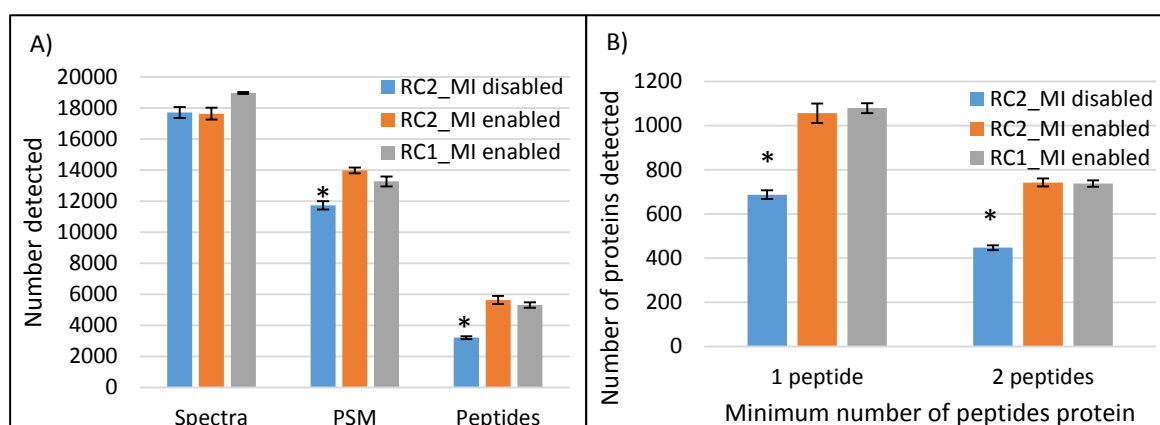 A)
Number detected
20000
18000
16000
14000
12000
10000
8000
6000
4000
2000
0
RC2_MI disabled
RC2_MI enabled
RC1_MI enabled
*
*
Spectra PSM Peptides
B)
Number of proteins detected
1200
1000
800
600
400
200
0
RC2_MI disabled
RC2_MI enabled
RC1_MI enabled
*
*
1 peptide 2 peptides
Minimum number of peptides protein